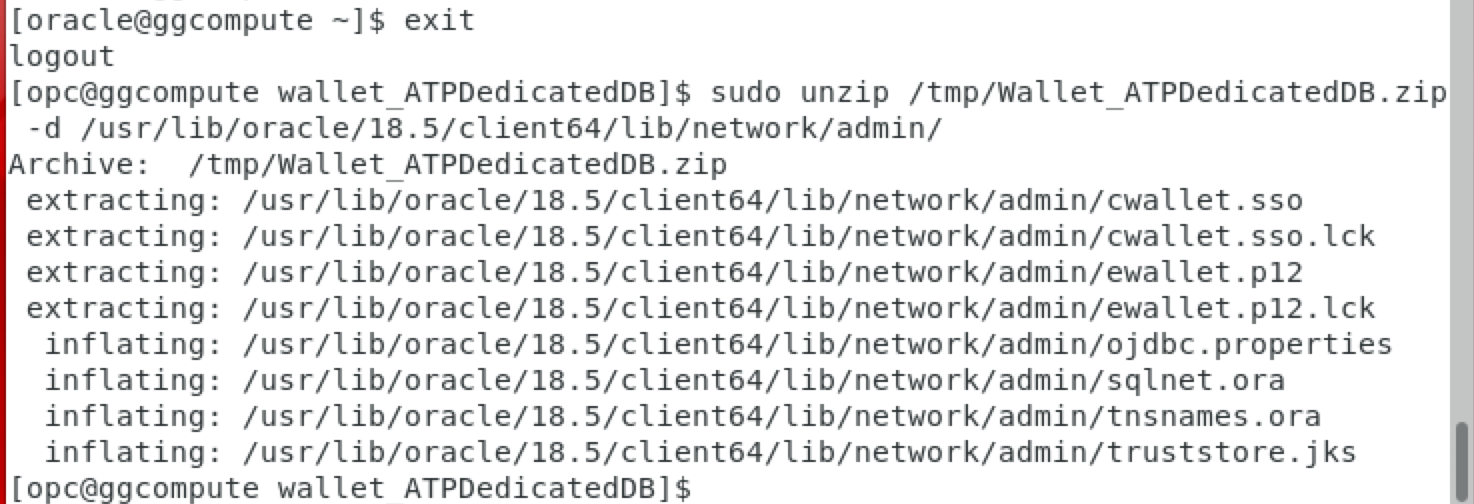 [oracle@ggcompute ~]$ exit
logout
[opc@ggcompute wallet_ATPDedicatedDB]$ sudo unzip /tmp/Wallet_ATPDedicatedDB.zip
 -d /usr/lib/oracle/18.5/client64/lib/network/admin/
Archive:  /tmp/Wallet_ATPDedicatedDB.zip
 extracting: /usr/lib/oracle/18.5/client64/lib/network/admin/cwallet.sso
 extracting: /usr/lib/oracle/18.5/client64/lib/network/admin/cwallet.sso.lck
 extracting: /usr/lib/oracle/18.5/client64/lib/network/admin/ewallet.p12
 extracting: /usr/lib/oracle/18.5/client64/lib/network/admin/ewallet.p12.lck
  inflating: /usr/lib/oracle/18.5/client64/lib/network/admin/ojdbc.properties
  inflating: /usr/lib/oracle/18.5/client64/lib/network/admin/sqlnet.ora
  inflating: /usr/lib/oracle/18.5/client64/lib/network/admin/tnsnames.ora
  inflating: /usr/lib/oracle/18.5/client64/lib/network/admin/truststore.jks
[opc@ggcompute wallet_ATPDedicatedDB]$